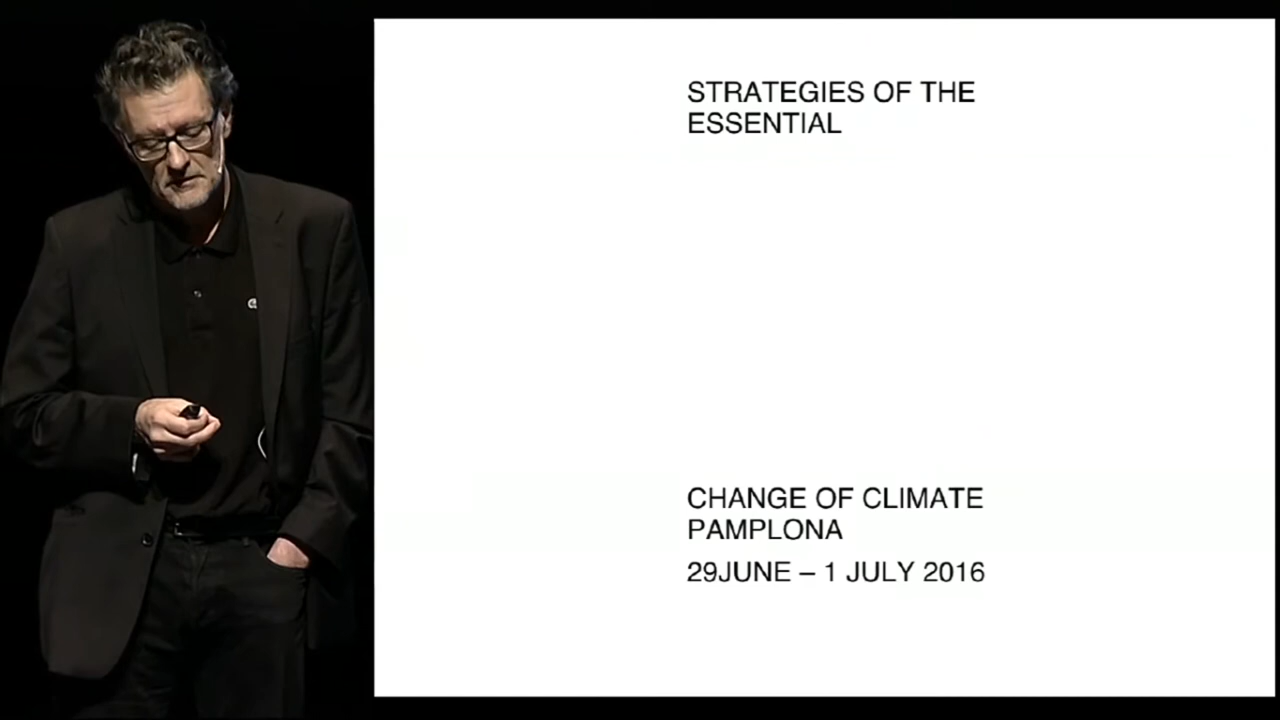 STRATEGIES OF THE
ESSENTIAL
CHANGE OF CLIMATE
PAMPLONA
29JUNE – 1 JULY 2016